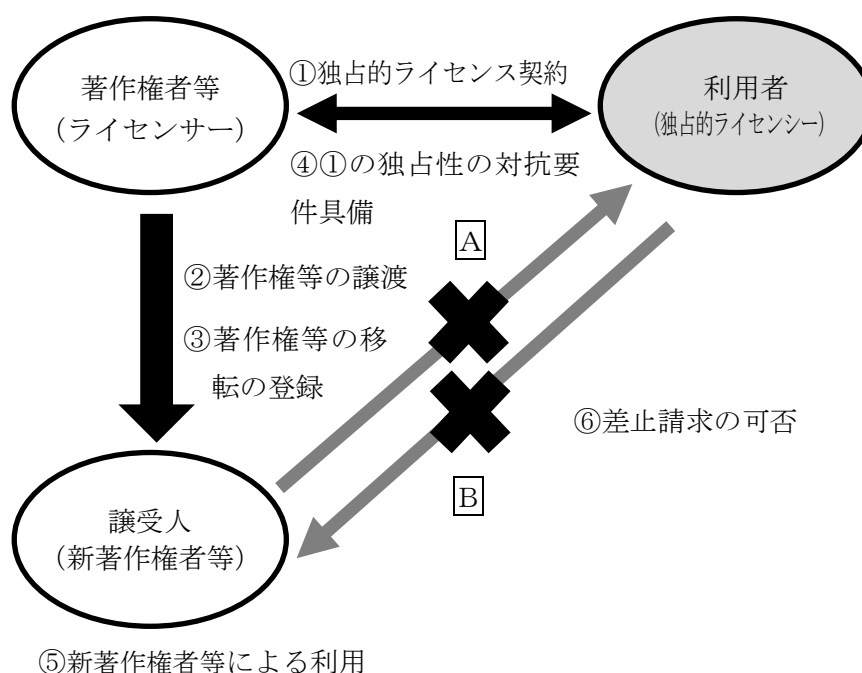 著作権者等
(ライセンサー)
①独占的ライセンス契約
利用者
(独占的ライセンシー)
④①の独占性の対抗要
件具備
A
②著作権等の譲渡
③著作権等の移
転の登録
⑥差止請求の可否
B
譲受人
(新著作権者等)
⑤新著作権者等による利用